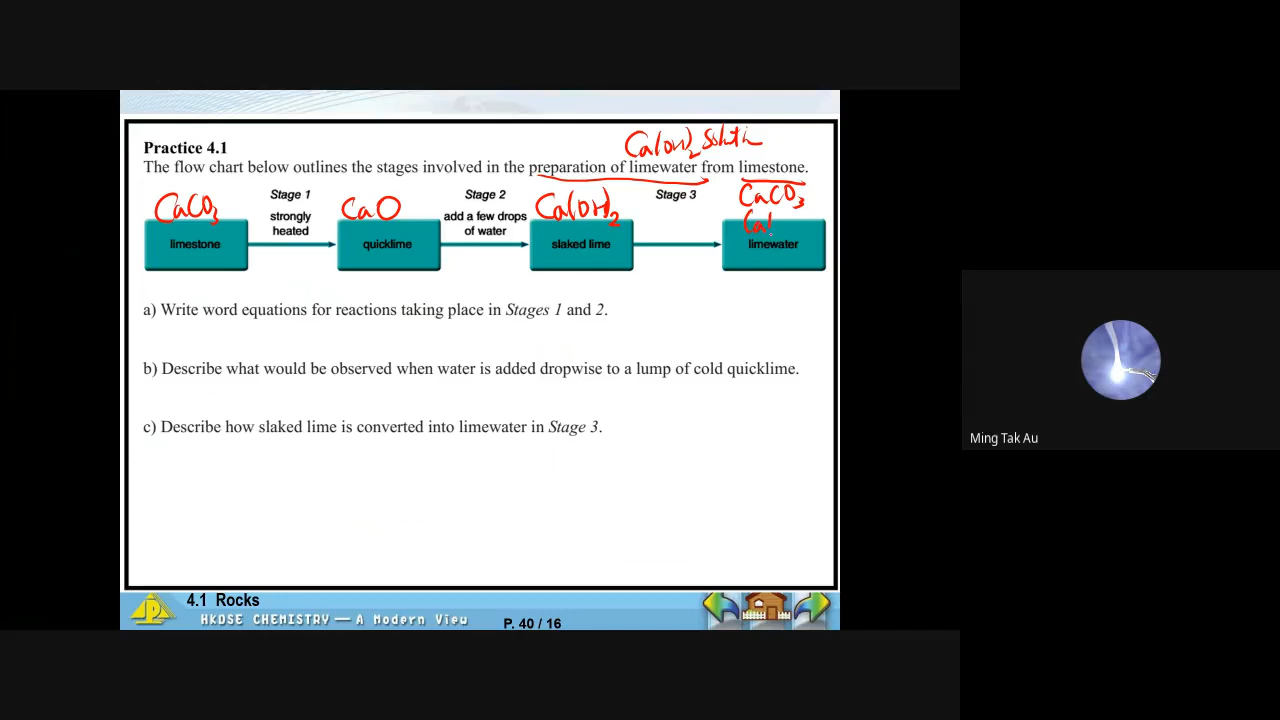 Practice 4.1
Ca(OH)₂ solution
The flow chart below outlines the stages involved in the preparation of limewater from limestone.
Stage 1 Stage 2 Stage 3
CaCO₃ CaO Ca(OH)₂ CaCO₃
strongly heated
add a few drops of water
Ca(
limestone quicklime slaked lime limewater
a) Write word equations for reactions taking place in Stages 1 and 2.
b) Describe what would be observed when water is added dropwise to a lump of cold quicklime.
c) Describe how slaked lime is converted into limewater in Stage 3.
Ming Tak Au
4.1 Rocks
HKDSE CHEMISTRY — A Modern View
P. 40 / 16